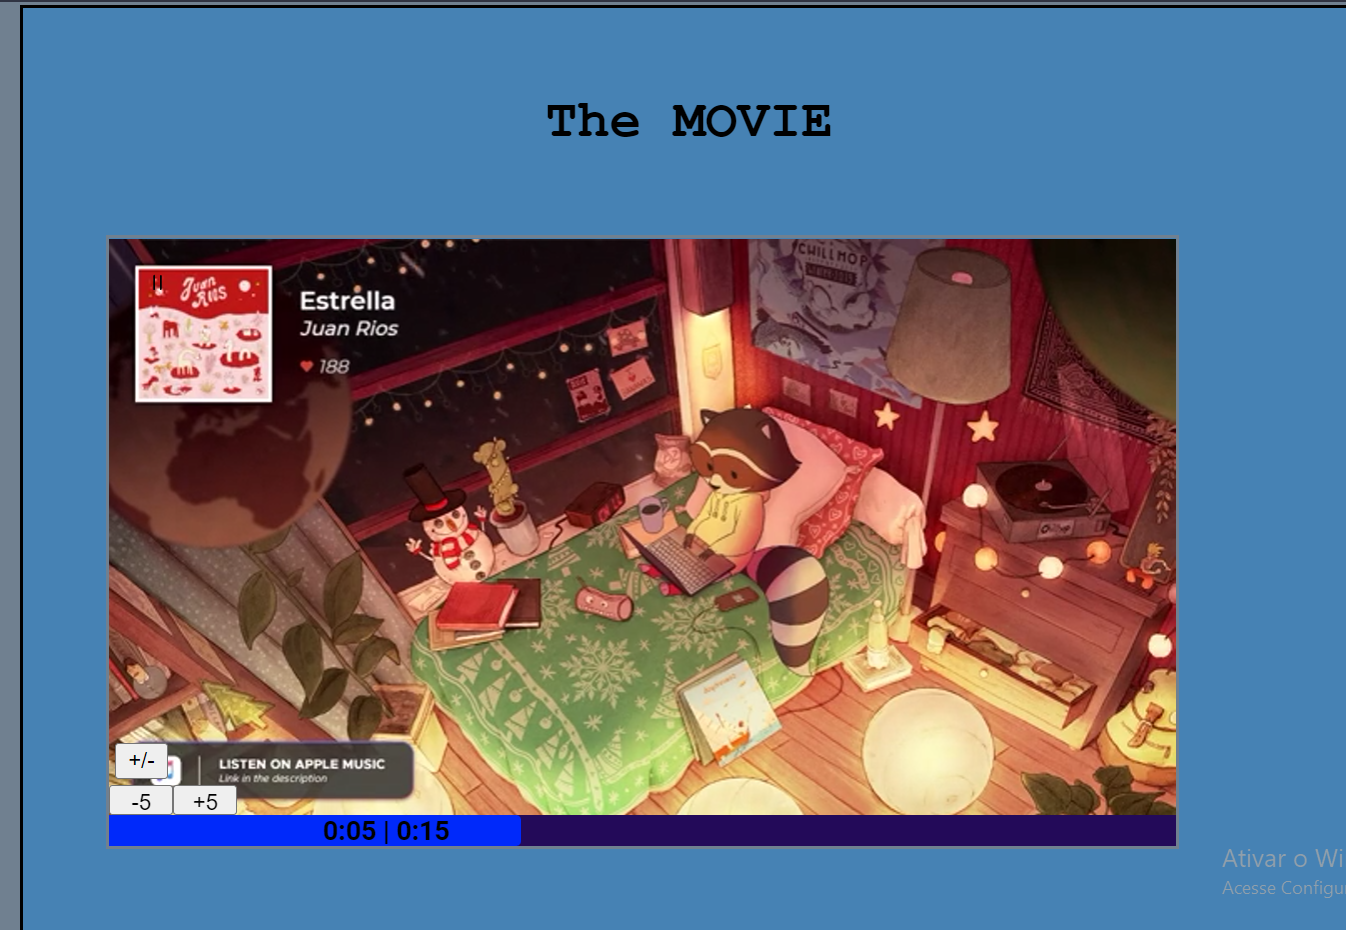 The MOVIE
CHILLHOP
Juan
Rios
Estrella
Juan Rios
188
Chillhop
+/-
LISTEN ON APPLE MUSIC
Link in the description
-5
+5
0:05 | 0:15
Ativar o Wi
Acesse Configu